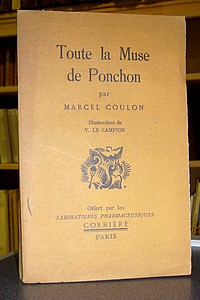 Toute la Muse
de Ponchon
par
MARCEL COULON
Illustrations de
V. LE CAMPION
Offert par les
LABORATOIRES PHARMACEUTIQUES
CORBIÈRE
PARIS